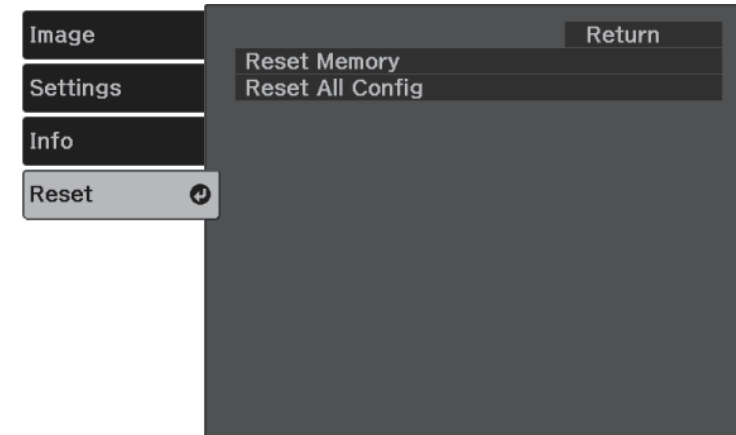 Image
Settings
Info
Reset
Return
Reset Memory
Reset All Config